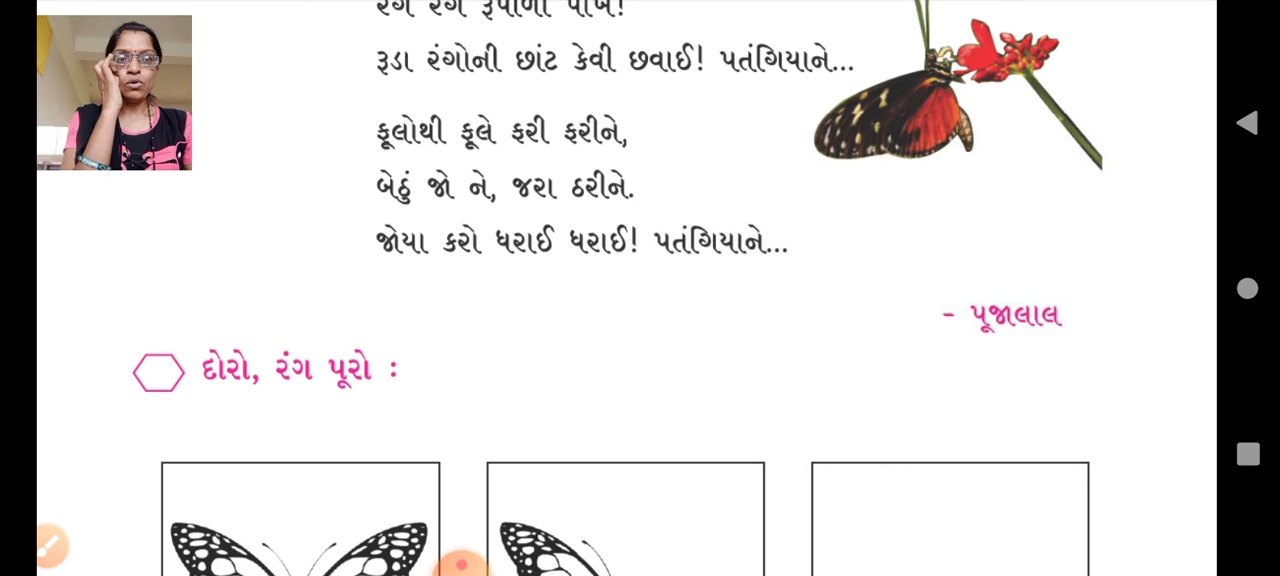 રંગ રંગ રૂપાળી પાંખ!
રૂડા રંગોની છાંટ કેવી છવાઈ! પતંગિયાને...
ફૂલોથી ફૂલે ફરી ફરીને,
બેઠું જો ને, જરા ઠરીને.
જોયા કરો ધરાઈ ધરાઈ! પતંગિયાને...
- પૂજાલાલ
દોરો, રંગ પૂરો :